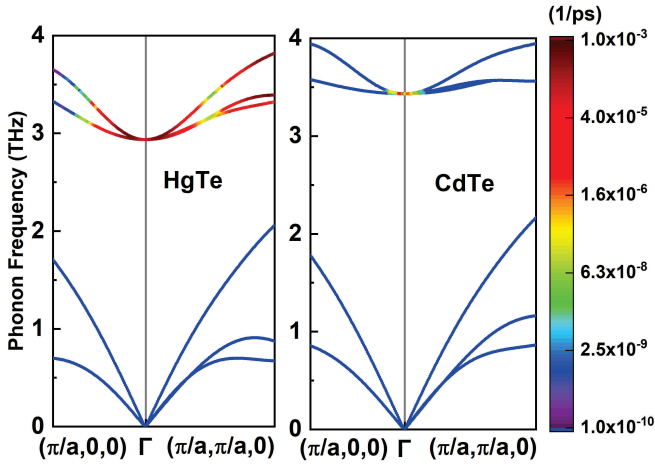 (1/ps)
4
3
2
1
0
Phonon Frequency (THz)
HgTe
(π/a,0,0) Γ (π/a,π/a,0)
4
3
2
1
0
CdTe
(π/a,0,0) Γ (π/a,π/a,0)
1.0x10⁻³
4.0x10⁻⁵
1.6x10⁻⁶
6.3x10⁻⁸
2.5x10⁻⁹
1.0x10⁻¹⁰